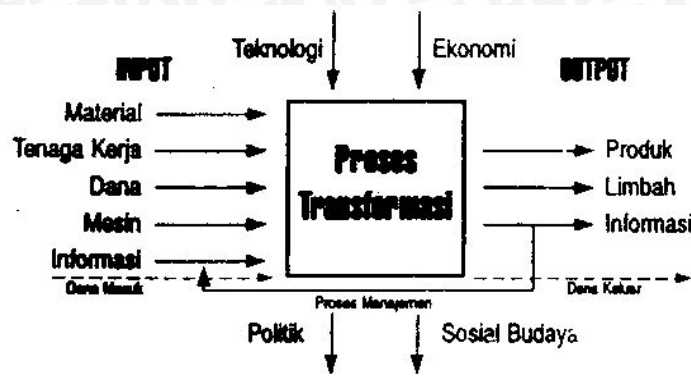 Teknologi
Ekonomi
INPUT
OUTPUT
Material
Tenaga Kerja
Dana
Mesin
Informasi
Proses
Transformasi
Produk
Limbah
Informasi
Dana Masuk
Dana Keluar
Proses Manajemen
Politik
Sosial Budaya